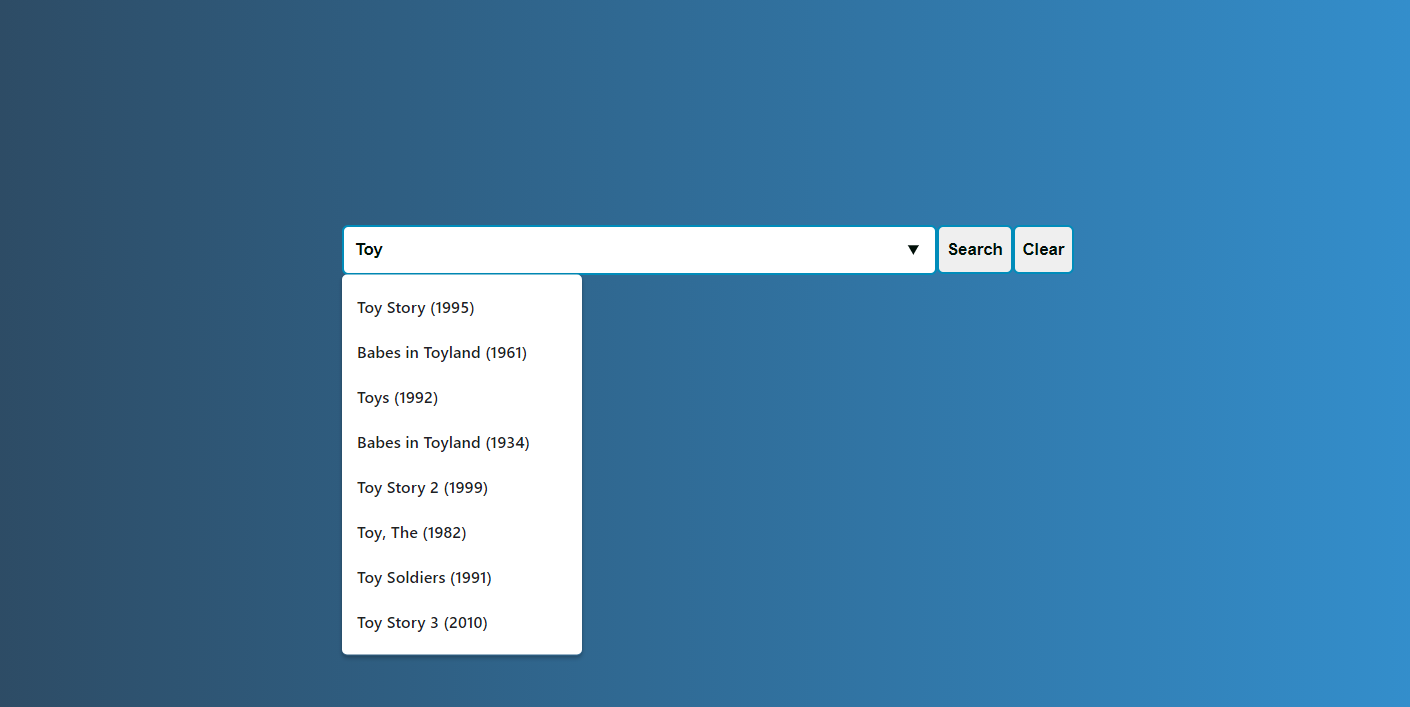 Toy ▼ Search Clear
Toy Story (1995)
Babes in Toyland (1961)
Toys (1992)
Babes in Toyland (1934)
Toy Story 2 (1999)
Toy, The (1982)
Toy Soldiers (1991)
Toy Story 3 (2010)